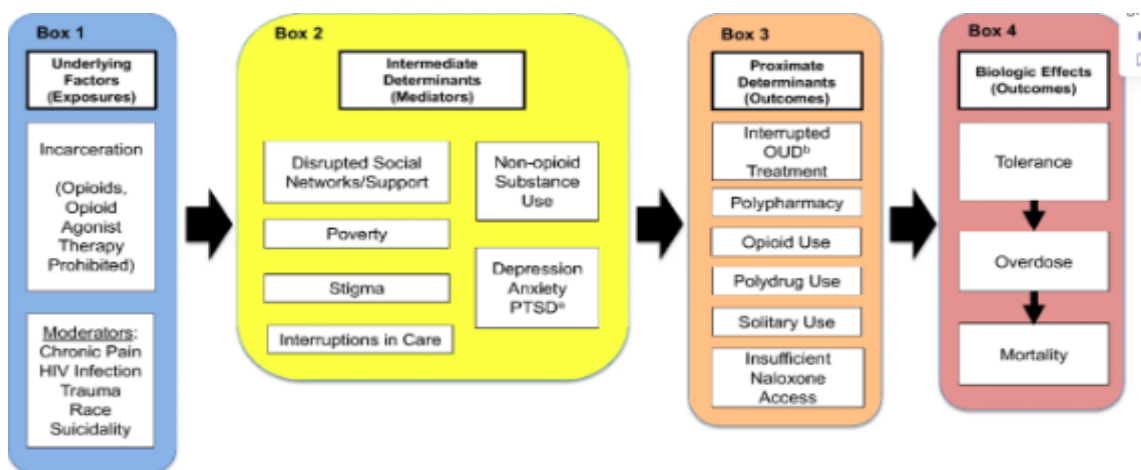 Box 1
Underlying
Factors
(Exposures)
Incarceration
(Opioids,
Opioid
Agonist
Therapy
Prohibited)
Moderators:
Chronic Pain
HIV Infection
Trauma
Race
Suicidality
Box 2
Intermediate
Determinants
(Mediators)
Disrupted Social
Networks/Support
Poverty
Stigma
Interruptions in Care
Non-opioid
Substance
Use
Depression
Anxiety
PTSDᵃ
Box 3
Proximate
Determinants
(Outcomes)
Interrupted
OUDᵇ
Treatment
Polypharmacy
Opioid Use
Polydrug Use
Solitary Use
Insufficient
Naloxone
Access
Box 4
Biologic Effects
(Outcomes)
Tolerance
Overdose
Mortality